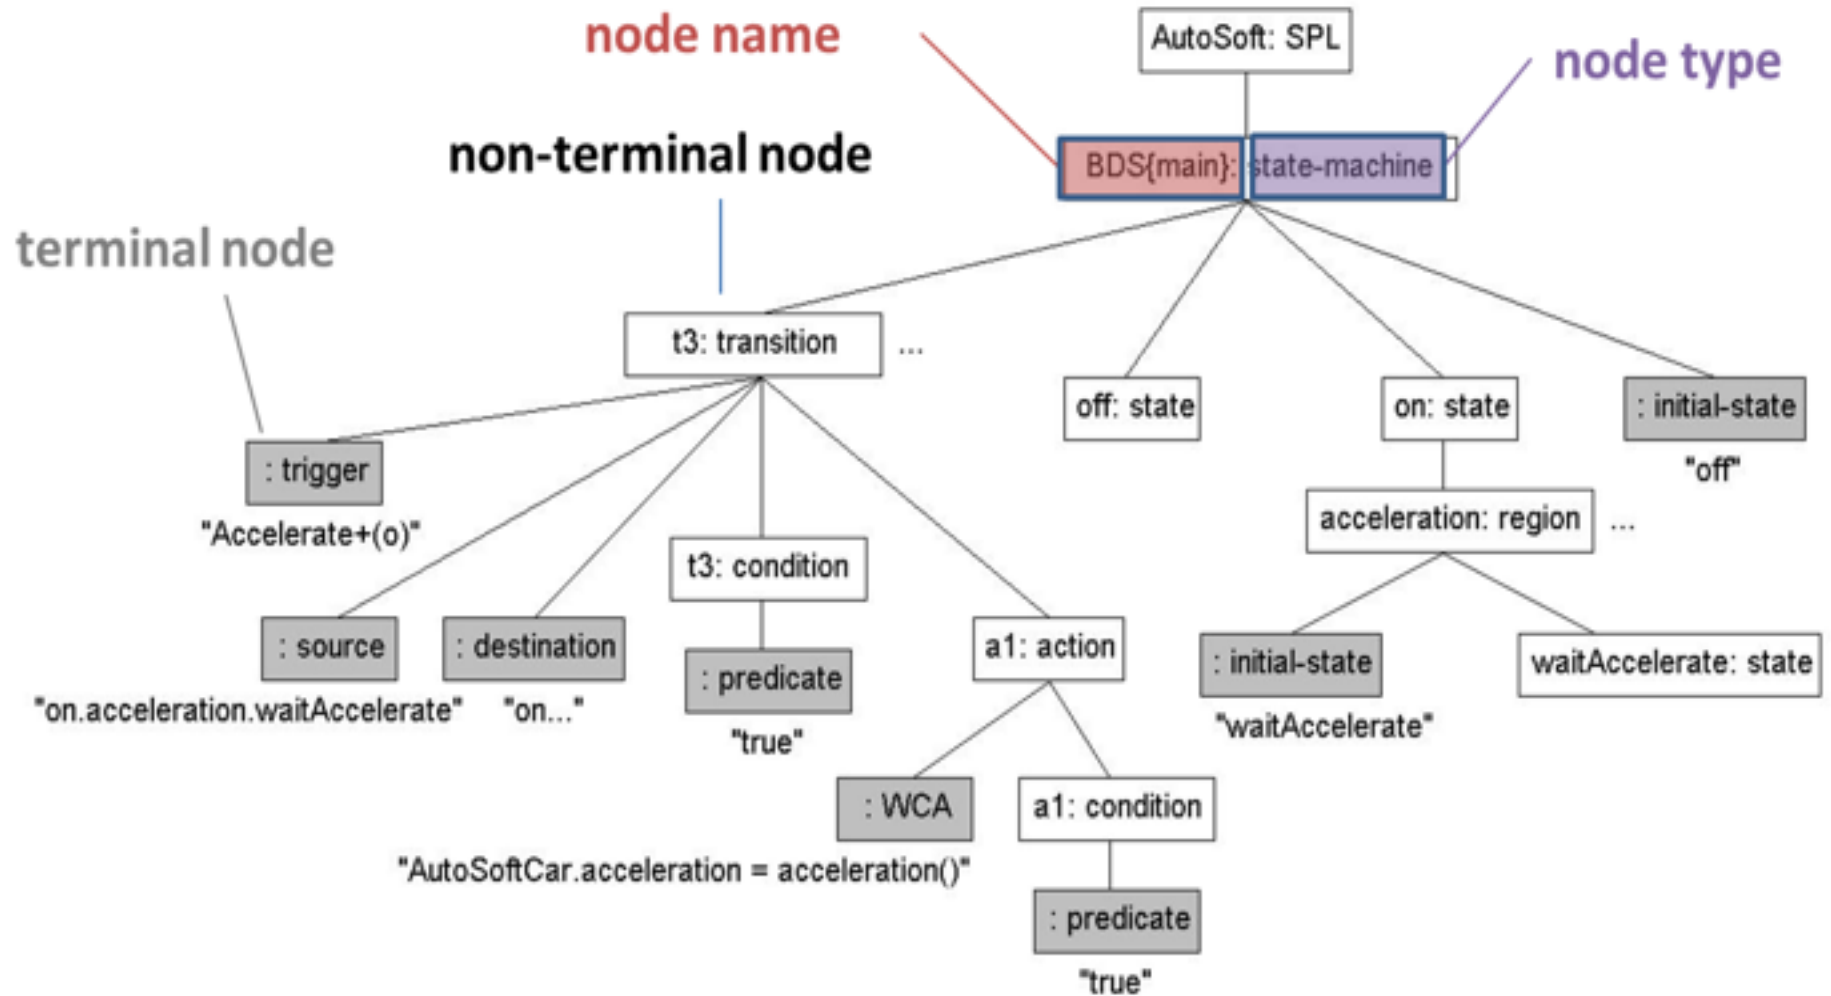 node name
AutoSoft: SPL
node type
non-terminal node
BDS{main}: state-machine
terminal node
t3: transition
...
off: state
on: state
: initial-state
"off"
: trigger
"Accelerate+(o)"
acceleration: region
...
t3: condition
: source
: destination
a1: action
: initial-state
waitAccelerate: state
"on.acceleration.waitAccelerate"
"on..."
: predicate
"true"
"waitAccelerate"
: WCA
a1: condition
"AutoSoftCar.acceleration = acceleration()"
: predicate
"true"